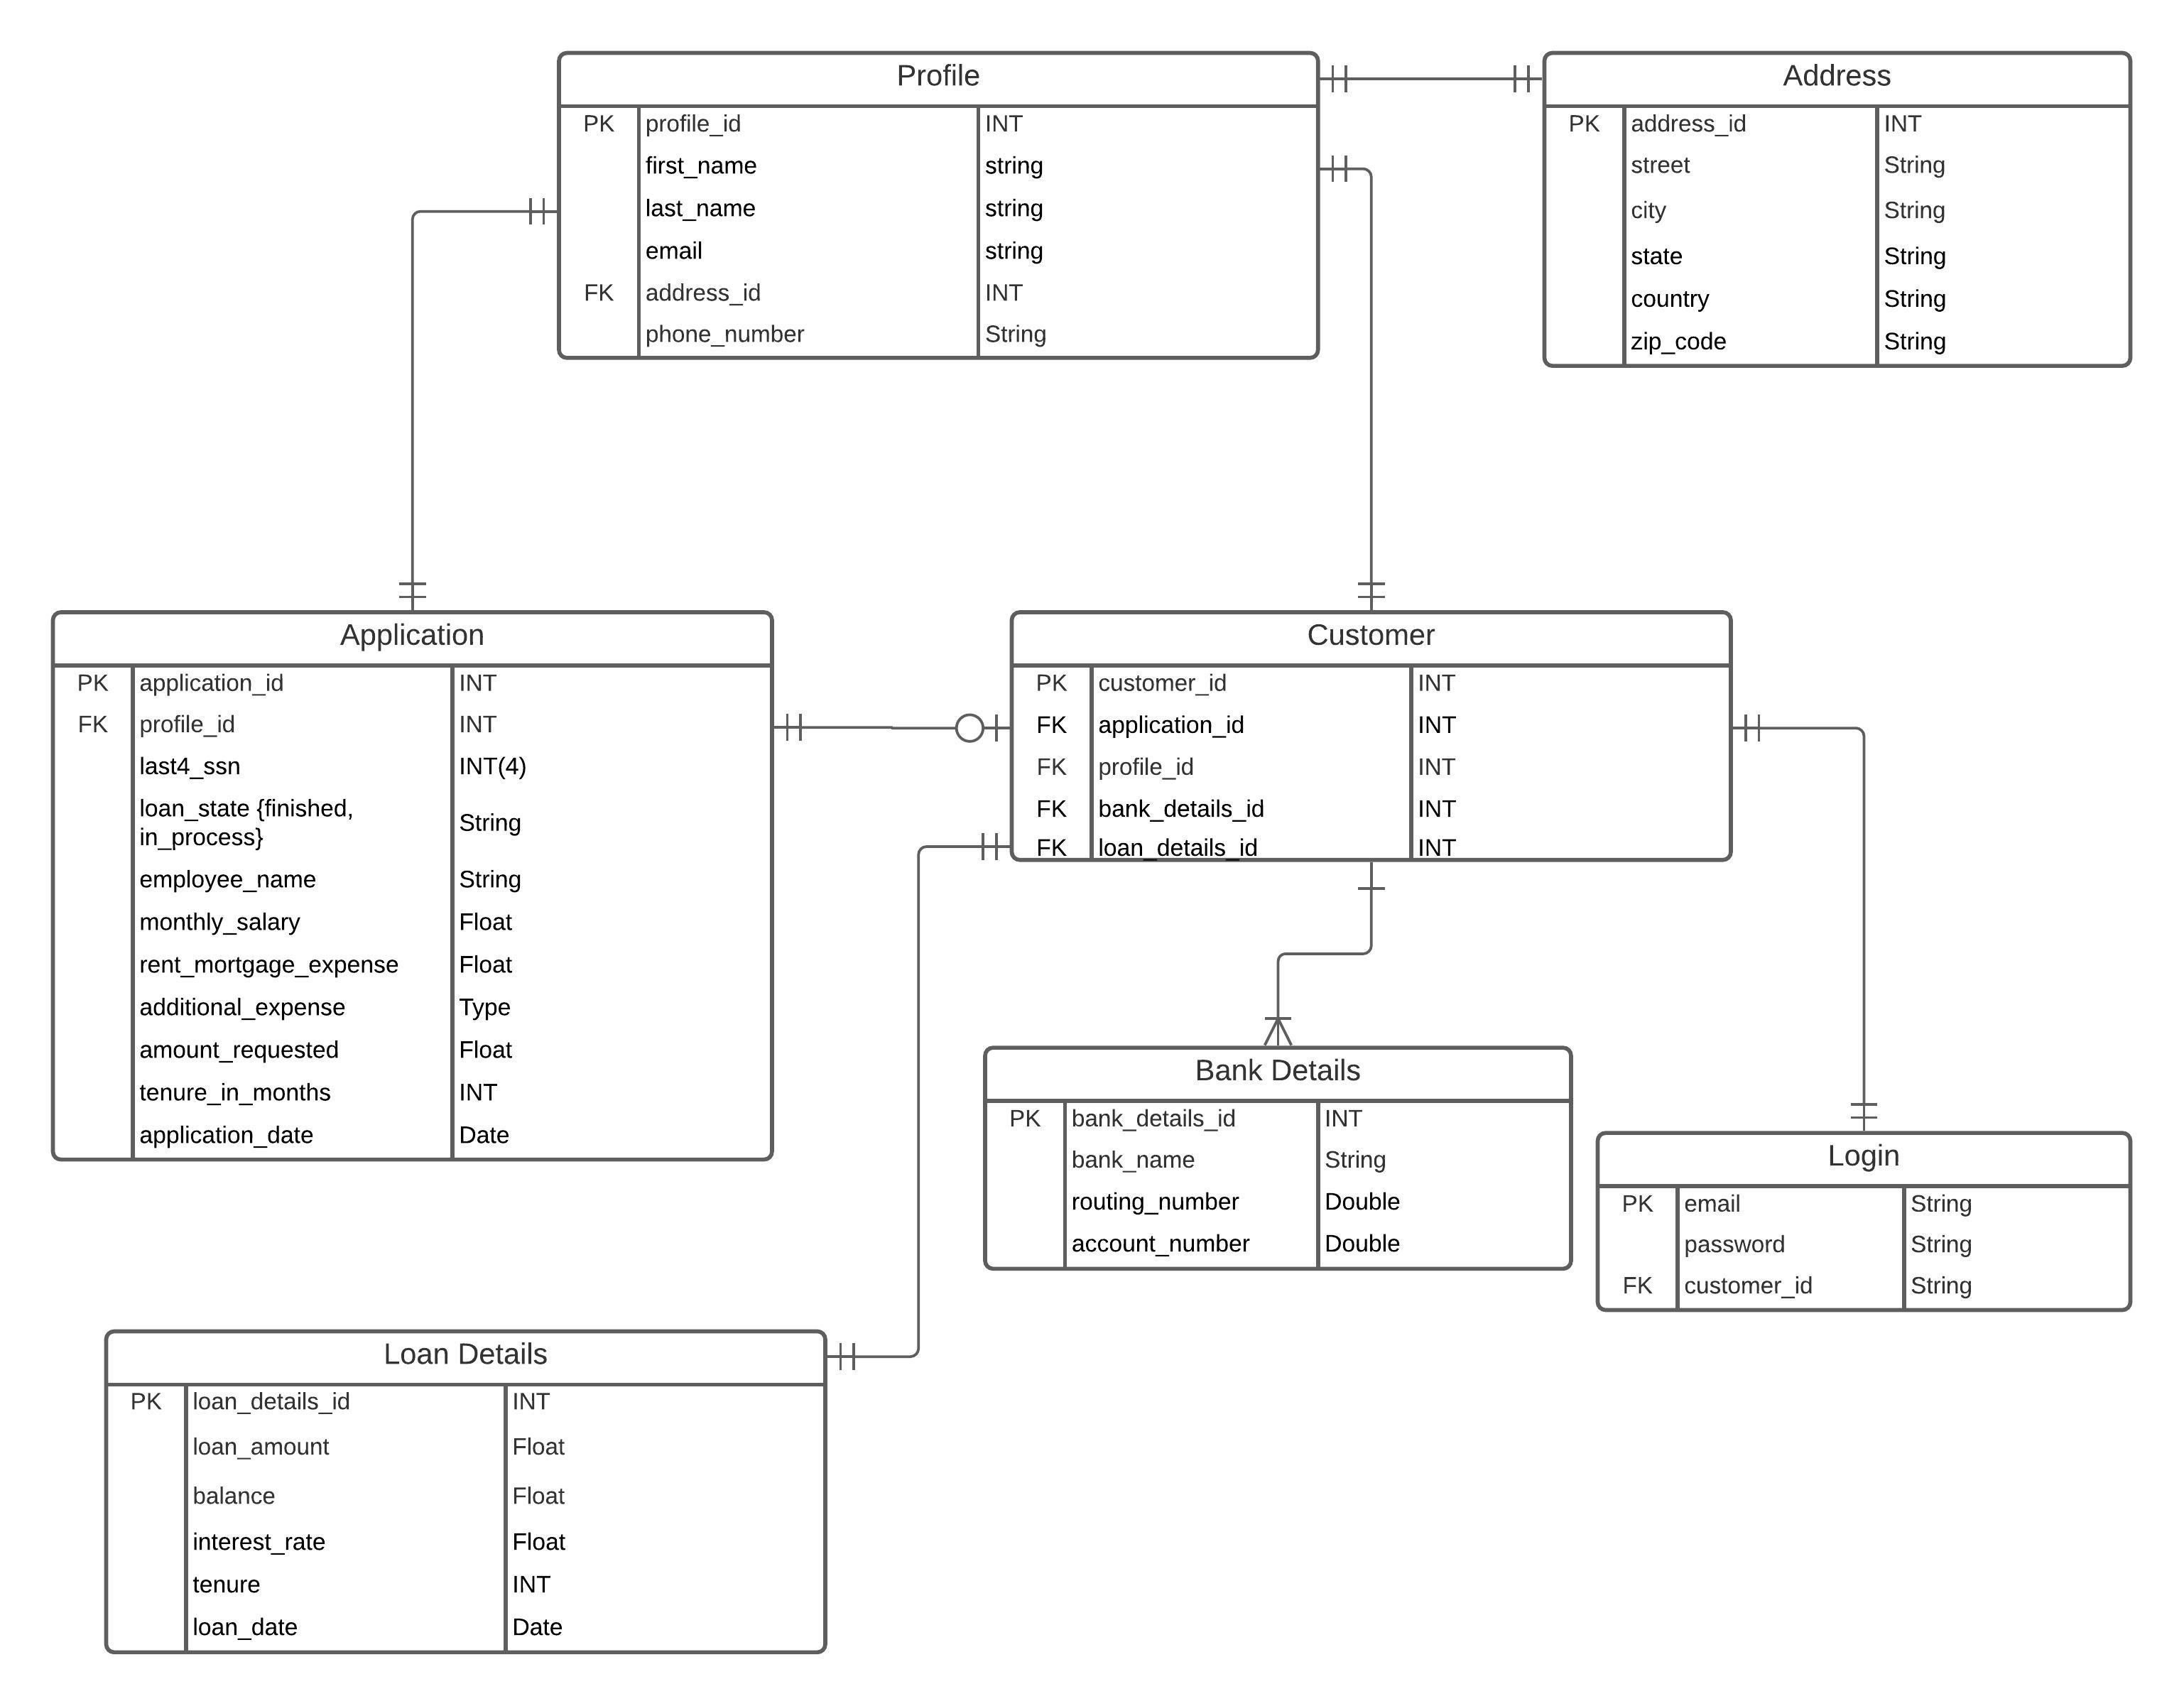 Profile
PK profile_id INT
first_name string
last_name string
email string
FK address_id INT
phone_number String
Address
PK address_id INT
street String
city String
state String
country String
zip_code String
Application
PK application_id INT
FK profile_id INT
last4_ssn INT(4)
loan_state {finished,
in_process} String
employee_name String
monthly_salary Float
rent_mortgage_expense Float
additional_expense Type
amount_requested Float
tenure_in_months INT
application_date Date
Customer
PK customer_id INT
FK application_id INT
FK profile_id INT
FK bank_details_id INT
FK loan_details_id INT
Bank Details
PK bank_details_id INT
bank_name String
routing_number Double
account_number Double
Login
PK email String
password String
FK customer_id String
Loan Details
PK loan_details_id INT
loan_amount Float
balance Float
interest_rate Float
tenure INT
loan_date Date